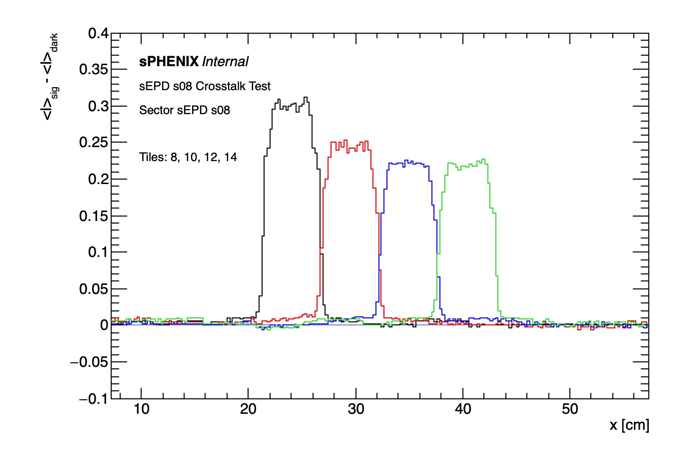 0.4
sPHENIX Internal
0.35
sEPD s08 Crosstalk Test
0.3
Sector sEPD s08
0.25
Tiles: 8, 10, 12, 14
0.2
0.15
0.1
0.05
0
−0.05
−0.1
<I>sig - <I>dark
10 20 30 40 50
x [cm]